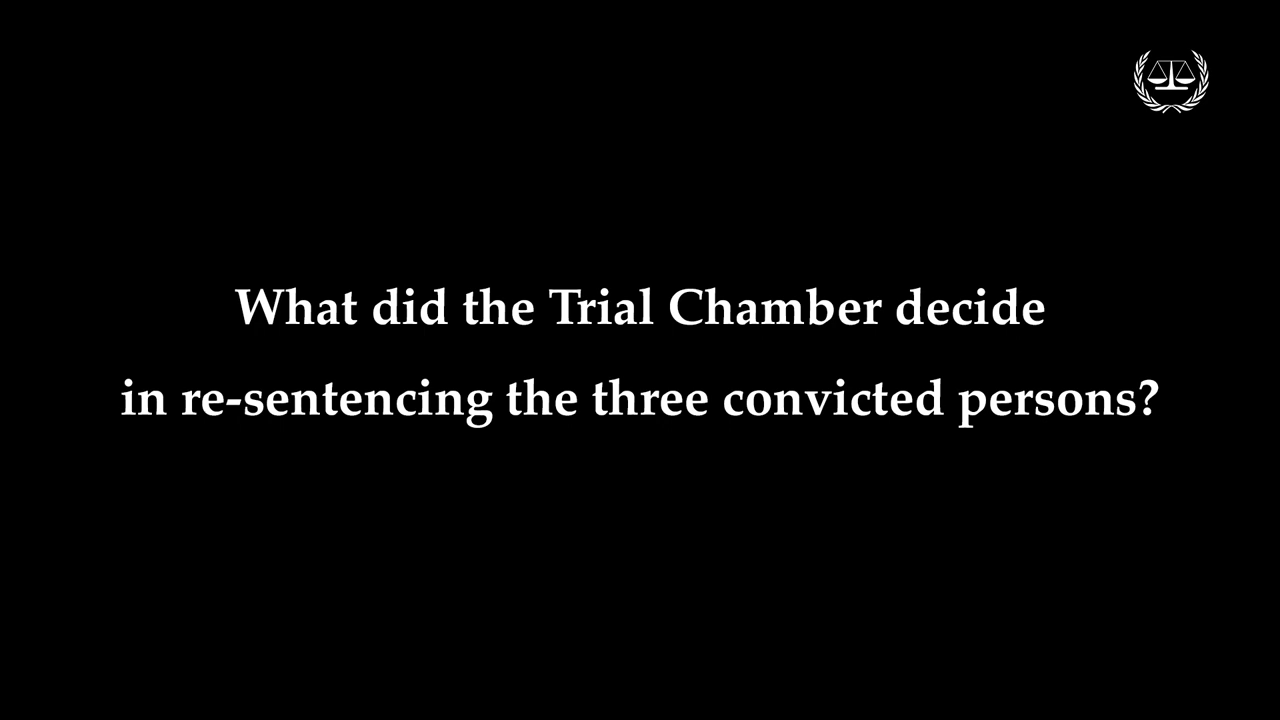 What did the Trial Chamber decide
in re-sentencing the three convicted persons?